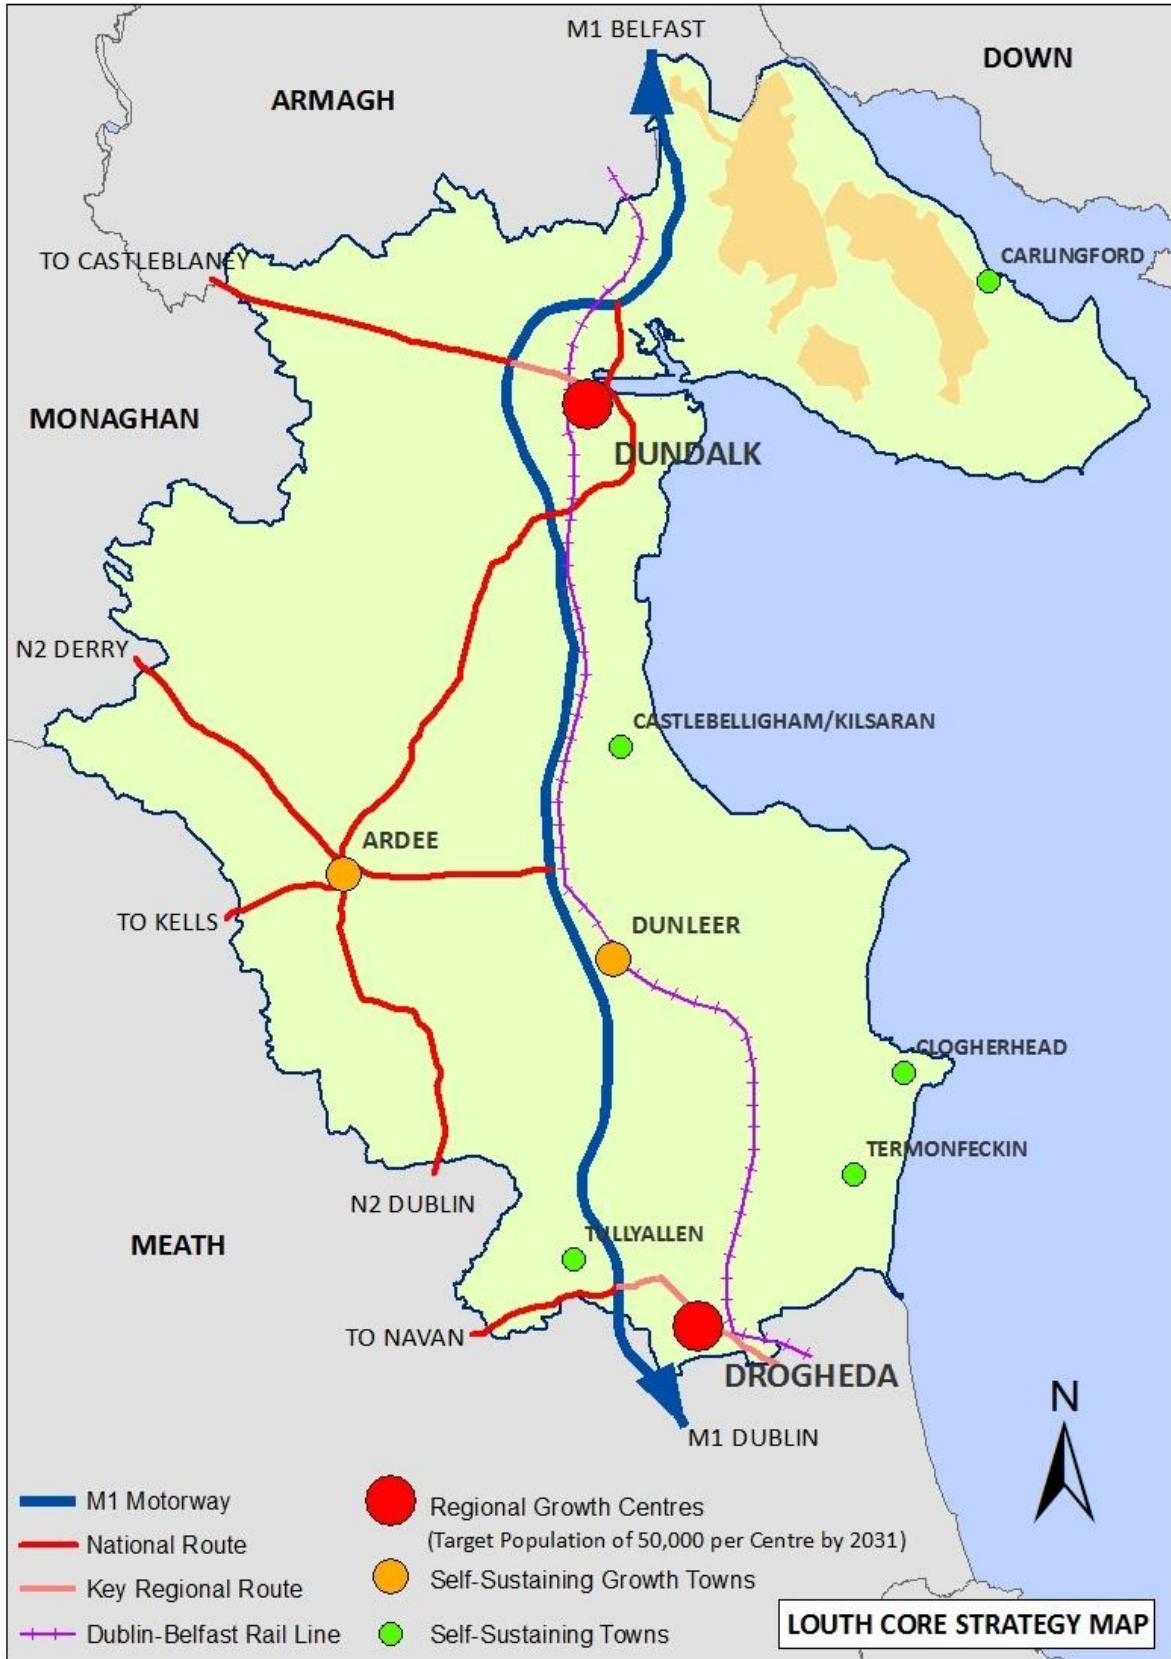 M1 BELFAST
DOWN
ARMAGH
TO CASTLEBLANEY
CARLINGFORD
MONAGHAN
DUNDALK
N2 DERRY
CASTLEBELLIGHAM/KILSARAN
ARDEE
TO KELLS
DUNLEER
CLOGHERHEAD
TERMONFECKIN
N2 DUBLIN
MEATH
TULLYALLEN
TO NAVAN
DROGHEDA
M1 DUBLIN
N
M1 Motorway
National Route
Key Regional Route
Dublin-Belfast Rail Line
Regional Growth Centres
(Target Population of 50,000 per Centre by 2031)
Self-Sustaining Growth Towns
Self-Sustaining Towns
LOUTH CORE STRATEGY MAP